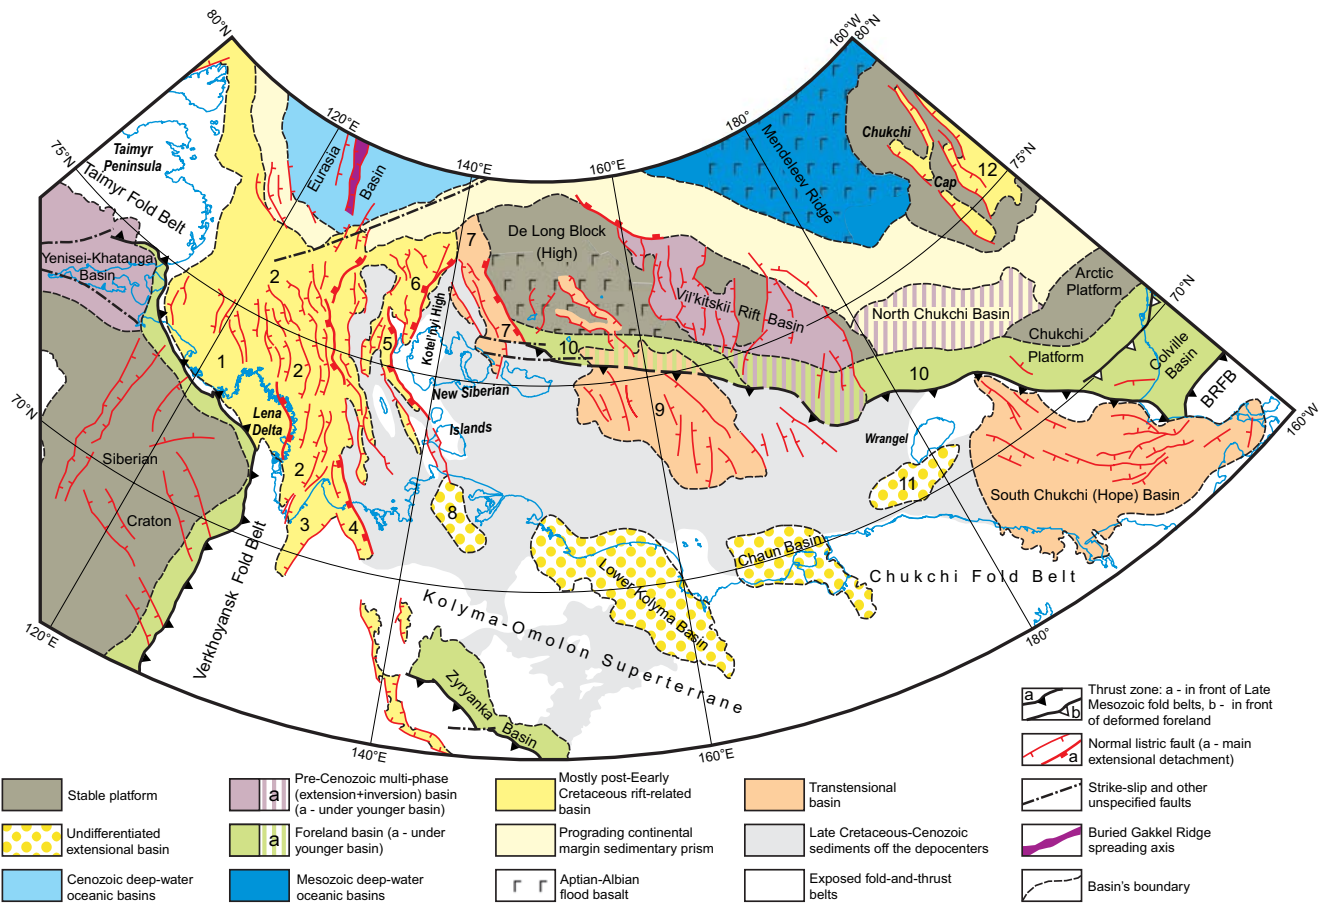 80°N
160°W
80°N
120°E
180°
75°N
Taimyr
Peninsula
Taimyr Fold Belt
Eurasia
Basin
140°E
160°E
Mendeleev Ridge
Chukchi
Cap
12
75°N
Yenisei-Khatanga
Basin
2
7
De Long Block
(High)
6
Kotel'nyi High
Vil'kitskii Rift Basin
North Chukchi Basin
Arctic
Platform
70°N
Chukchi
Platform
Colville
Basin
BRFB
1
2
5
7
10
10
New Siberian
Islands
70°N
Lena
Delta
9
Wrangel
160°W
Siberian
Craton
2
3
4
8
11
South Chukchi (Hope) Basin
Verkhoyansk Fold Belt
Lower Kolyma Basin
Chaun Basin
Chukchi Fold Belt
Kolyma-Omolon Superterrane
120°E
180°
Zyryanka Basin
140°E
160°E
a
b
Thrust zone: a - in front of Late
Mesozoic fold belts, b - in front
of deformed foreland
a
Normal listric fault (a - main
extensional detachment)
Stable platform
a
Pre-Cenozoic multi-phase
(extension+inversion) basin
(a - under younger basin)
Mostly post-Eearly
Cretaceous rift-related
basin
Transtensional
basin
Strike-slip and other
unspecified faults
Undifferentiated
extensional basin
a
Foreland basin (a - under
younger basin)
Prograding continental
margin sedimentary prism
Late Cretaceous-Cenozoic
sediments off the depocenters
Buried Gakkel Ridge
spreading axis
Cenozoic deep-water
oceanic basins
Mesozoic deep-water
oceanic basins
Aptian-Albian
flood basalt
Exposed fold-and-thrust
belts
Basin's boundary